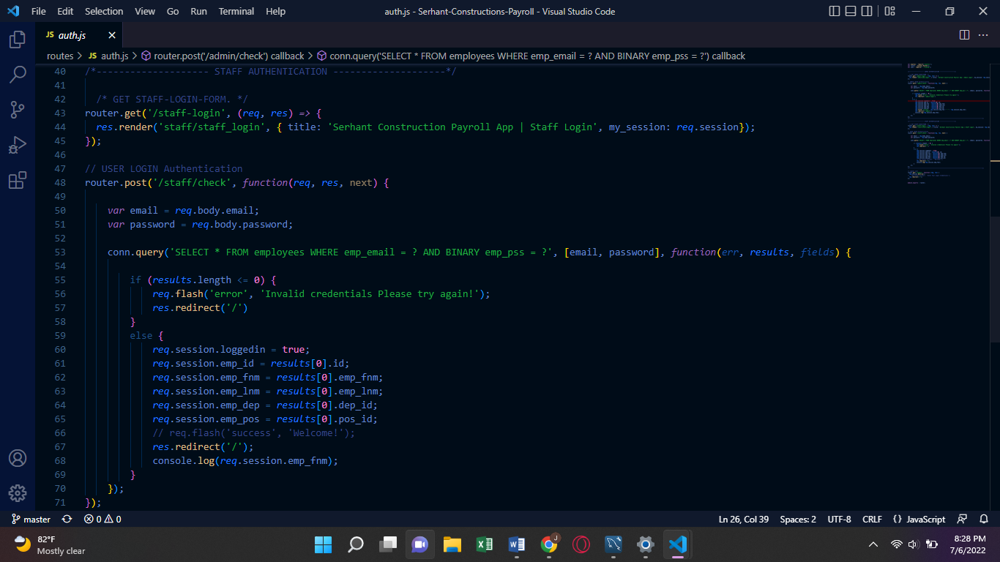 File Edit Selection View Go Run Terminal Help auth.js - Serhant-Constructions-Payroll - Visual Studio Code
JS auth.js
routes > JS auth.js > router.post('/admin/check') callback > conn.query('SELECT * FROM employees WHERE emp_email = ? AND BINARY emp_pss = ?') callback
40 /*-------------------- STAFF AUTHENTICATION --------------------*/
41
42 /* GET STAFF-LOGIN-FORM. */
43 router.get('/staff-login', (req, res) => {
44 res.render('staff/staff_login', { title: 'Serhant Construction Payroll App | Staff Login', my_session: req.session});
45 });
46
47 // USER LOGIN Authentication
48 router.post('/staff/check', function(req, res, next) {
49
50 var email = req.body.email;
51 var password = req.body.password;
52
53 conn.query('SELECT * FROM employees WHERE emp_email = ? AND BINARY emp_pss = ?', [email, password], function(err, results, fields) {
54
55 if (results.length <= 0) {
56 req.flash('error', 'Invalid credentials Please try again!');
57 res.redirect('/')
58 }
59 else {
60 req.session.loggedin = true;
61 req.session.emp_id = results[0].id;
62 req.session.emp_fnm = results[0].emp_fnm;
63 req.session.emp_lnm = results[0].emp_lnm;
64 req.session.emp_dep = results[0].dep_id;
65 req.session.emp_pos = results[0].pos_id;
66 // req.flash('success', 'Welcome!');
67 res.redirect('/');
68 console.log(req.session.emp_fnm);
69 }
70 });
71 });
master 0 0 Ln 26, Col 39 Spaces: 2 UTF-8 CRLF {} JavaScript
82°F
Mostly clear
J
8:28 PM
7/6/2022